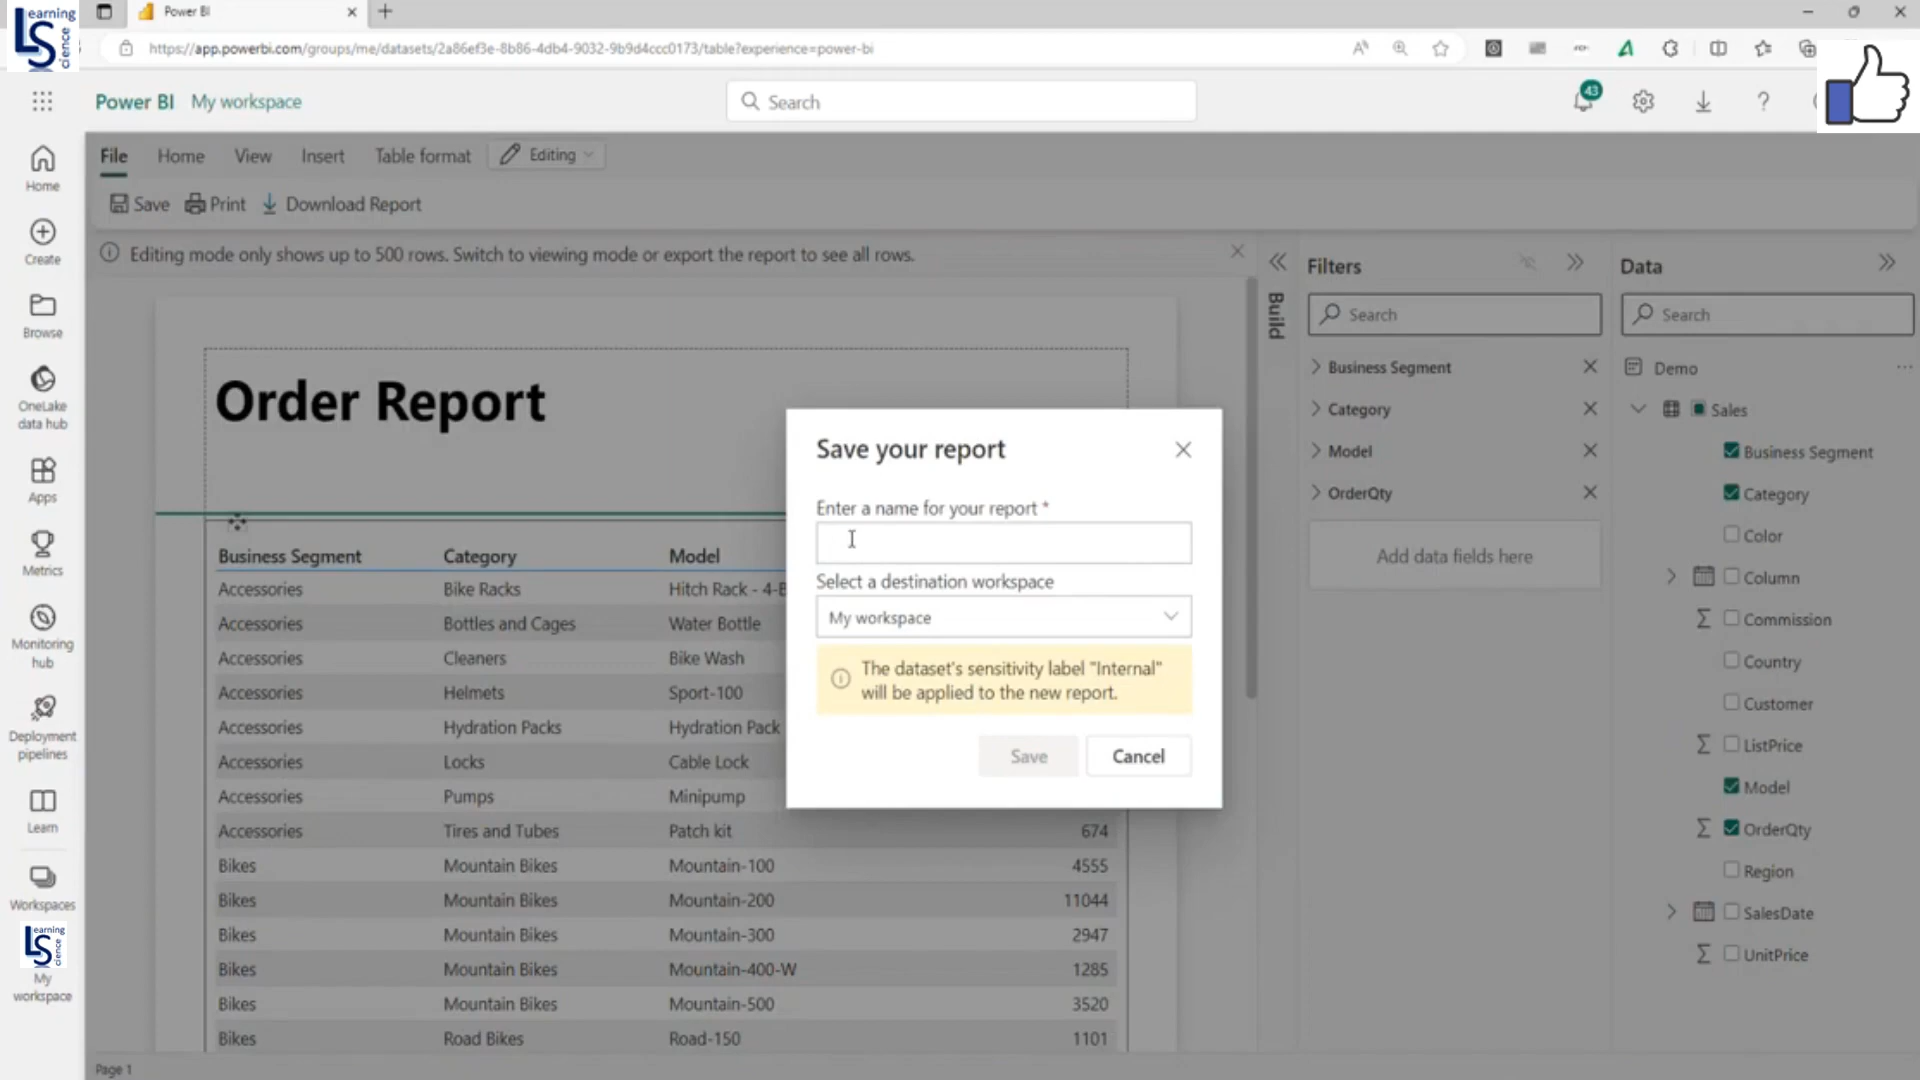 Learning
Science
LS
Power BI
https://app.powerbi.com/groups/me/datasets/2a86ef3e-8b86-4db4-9032-9b9d4ccc0173/table?experience=power-bi
Power BI My workspace
Search
43
File Home View Insert Table format Editing
Save Print Download Report
Editing mode only shows up to 500 rows. Switch to viewing mode or export the report to see all rows.
Home
Create
Browse
OneLake
data hub
Apps
Metrics
Monitoring
hub
Deployment
pipelines
Learn
Workspaces
Learning
Science
LS
My
workspace
Order Report
Business Segment Category Model
Accessories Bike Racks Hitch Rack - 4-B
Accessories Bottles and Cages Water Bottle
Accessories Cleaners Bike Wash
Accessories Helmets Sport-100
Accessories Hydration Packs Hydration Pack
Accessories Locks Cable Lock
Accessories Pumps Minipump
Accessories Tires and Tubes Patch kit 674
Bikes Mountain Bikes Mountain-100 4555
Bikes Mountain Bikes Mountain-200 11044
Bikes Mountain Bikes Mountain-300 2947
Bikes Mountain Bikes Mountain-400-W 1285
Bikes Mountain Bikes Mountain-500 3520
Bikes Road Bikes Road-150 1101
Page 1
Save your report
Enter a name for your report *
Select a destination workspace
My workspace
The dataset's sensitivity label "Internal"
will be applied to the new report.
Save Cancel
Build
Filters
Search
Business Segment
Category
Model
OrderQty
Add data fields here
Data
Search
Demo
Sales
Business Segment
Category
Color
Column
Commission
Country
Customer
ListPrice
Model
OrderQty
Region
SalesDate
UnitPrice